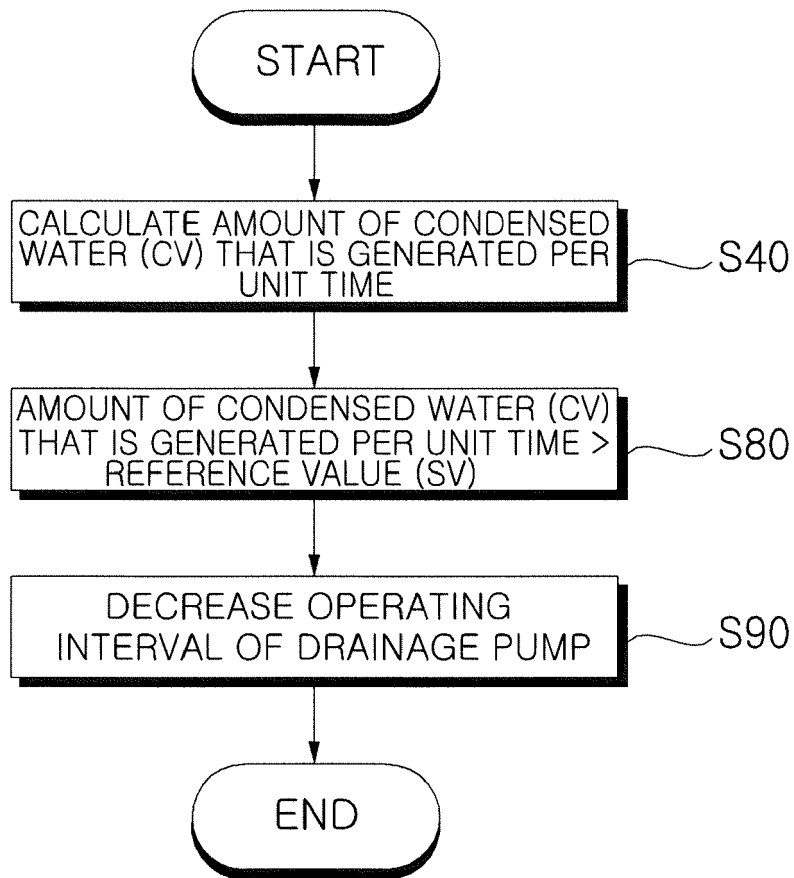 START
CALCULATE AMOUNT OF CONDENSED
WATER (CV) THAT IS GENERATED PER
UNIT TIME
S40
AMOUNT OF CONDENSED WATER (CV)
THAT IS GENERATED PER UNIT TIME >
REFERENCE VALUE (SV)
S80
DECREASE OPERATING
INTERVAL OF DRAINAGE PUMP
S90
END